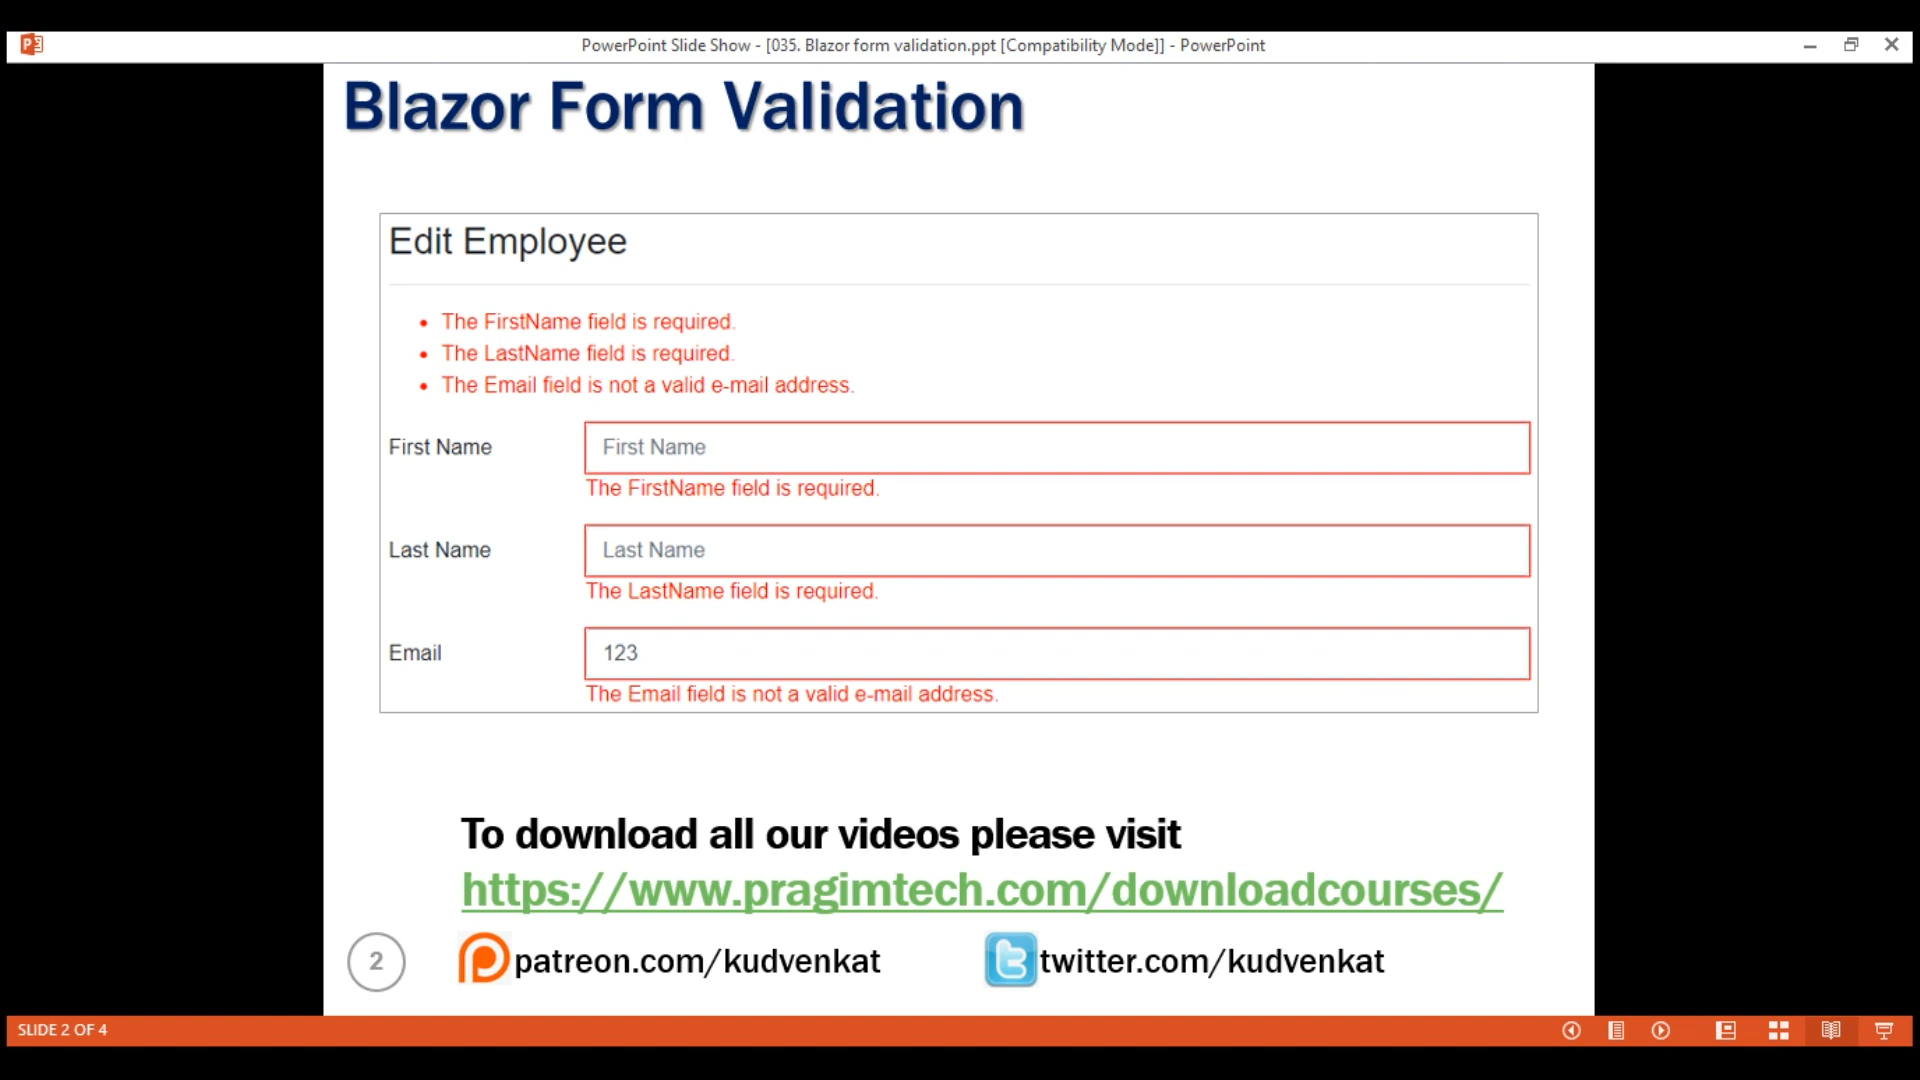 PowerPoint Slide Show - [035. Blazor form validation.ppt [Compatibility Mode]] - PowerPoint
Blazor Form Validation
Edit Employee
• The FirstName field is required.
• The LastName field is required.
• The Email field is not a valid e-mail address.
First Name First Name
The FirstName field is required.
Last Name Last Name
The LastName field is required.
Email 123
The Email field is not a valid e-mail address.
To download all our videos please visit
https://www.pragimtech.com/downloadcourses/
2 patreon.com/kudvenkat twitter.com/kudvenkat
SLIDE 2 OF 4